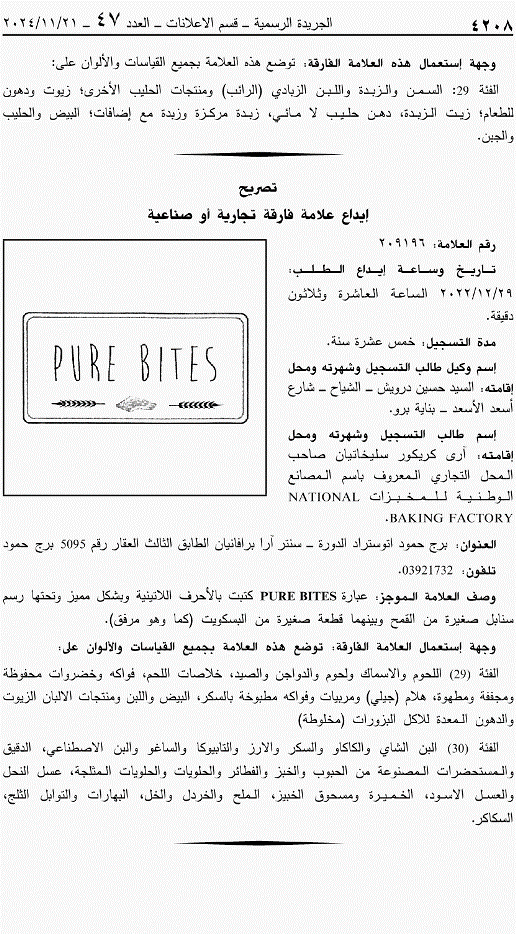 ٤٢٠٨ الجريدة الرسمية ــ قسم الاعلانات ــ العدد ٤٧ ــ ٢٠٢٤/١١/٢١
وجهة إستعمال هذه العلامة الفارقة: توضع هذه العلامة بجميع القياسات والألوان على:
الفئة 29: السمن والزبدة واللبن الزبادي (الرائب) ومنتجات الحليب الأخرى؛ زيوت ودهون
للطعام؛ زيت الزبدة، دهن حليب لا مائي، زبدة مركزة وزبدة مع إضافات؛ البيض والحليب
والجبن.
تصريح
إيداع علامة فارقة تجارية أو صناعية
رقم العلامة: ٢٠٩١٩٦
تاريخ وساعة إيداع الطلب:
٢٠٢٢/١٢/٢٩ الساعة العاشرة وثلاثون
دقيقة.
مدة التسجيل: خمس عشرة سنة.
إسم وكيل طالب التسجيل وشهرته ومحل
إقامته: السيد حسين درويش ــ الشياح ــ شارع
أسعد الأسعد ــ بناية برو.
إسم طالب التسجيل وشهرته ومحل
إقامته: آرى كريكور سليخاتيان صاحب
المحل التجاري المعروف باسم المصانع
الوطنية للمخبزات NATIONAL
BAKING FACTORY.
PURE BITES
العنوان: برج حمود اتوستراد الدورة ــ سنتر آرا برافانيان الطابق الثالث العقار رقم 5095 برج حمود
تلفون: 03921732.
وصف العلامة الموجز: عبارة PURE BITES كتبت بالأحرف اللاتينية وبشكل مميز وتحتها رسم
سنابل صغيرة من القمح وبينهما قطعة صغيرة من البسكويت (كما وهو مرفق).
وجهة إستعمال العلامة الفارقة: توضع هذه العلامة بجميع القياسات والألوان على:
الفئة (29) اللحوم والاسماك ولحوم والدواجن والصيد، خلاصات اللحم، فواكه وخضروات محفوظة
ومجففة ومطهوة، هلام (جيلي) ومربيات وفواكه مطبوخة بالسكر، البيض واللبن ومنتجات الالبان الزيوت
والدهون المعدة للاكل البزورات (مخلوطة)
الفئة (30) البن الشاي والكاكاو والسكر والارز والتابيوكا والساغو والبن الاصطناعي، الدقيق
والمستحضرات المصنوعة من الحبوب والخبز والفطائر والحلويات والحلويات المثلجة، عسل النحل
والعسل الاسود، الخميرة ومسحوق الخبيز، الملح والخردل والخل، البهارات والتوابل الثلج،
السكاكر.